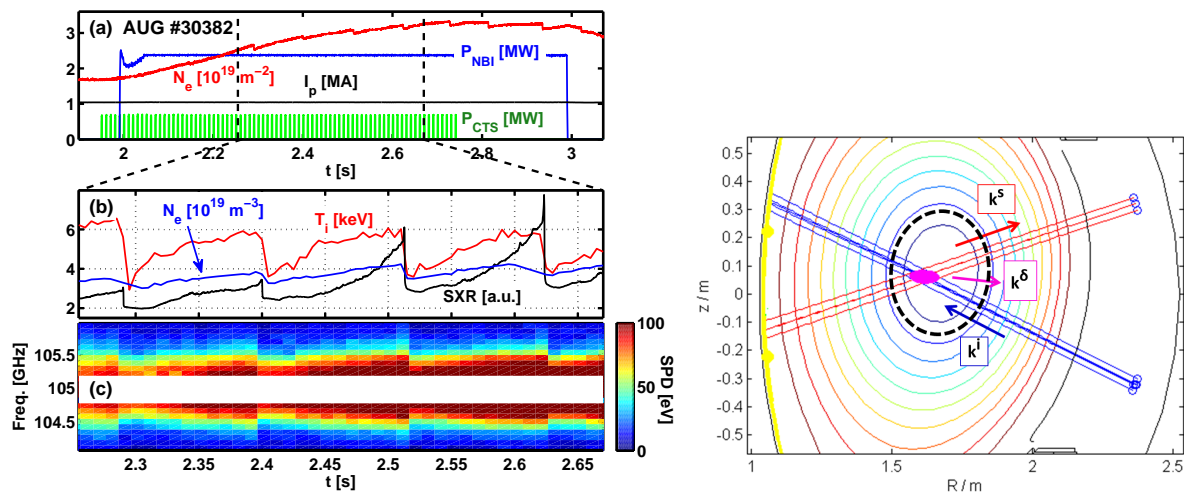 (a) AUG #30382
3
2
1
0
P_NBI [MW]
N_e [10^19 m^−2]
I_p [MA]
P_CTS [MW]
2 2.2 2.4 2.6 2.8 3
t [s]
(b)
N_e [10^19 m^−3]
T_i [keV]
SXR [a.u.]
6
4
2
Freq. [GHz]
105.5
105
104.5
(c)
100
50
0
SPD [eV]
2.3 2.35 2.4 2.45 2.5 2.55 2.6 2.65
t [s]
z / m
0.5
0.4
0.3
0.2
0.1
0
-0.1
-0.2
-0.3
-0.4
-0.5
k^s
k^δ
k^i
1 1.5 2 2.5
R / m